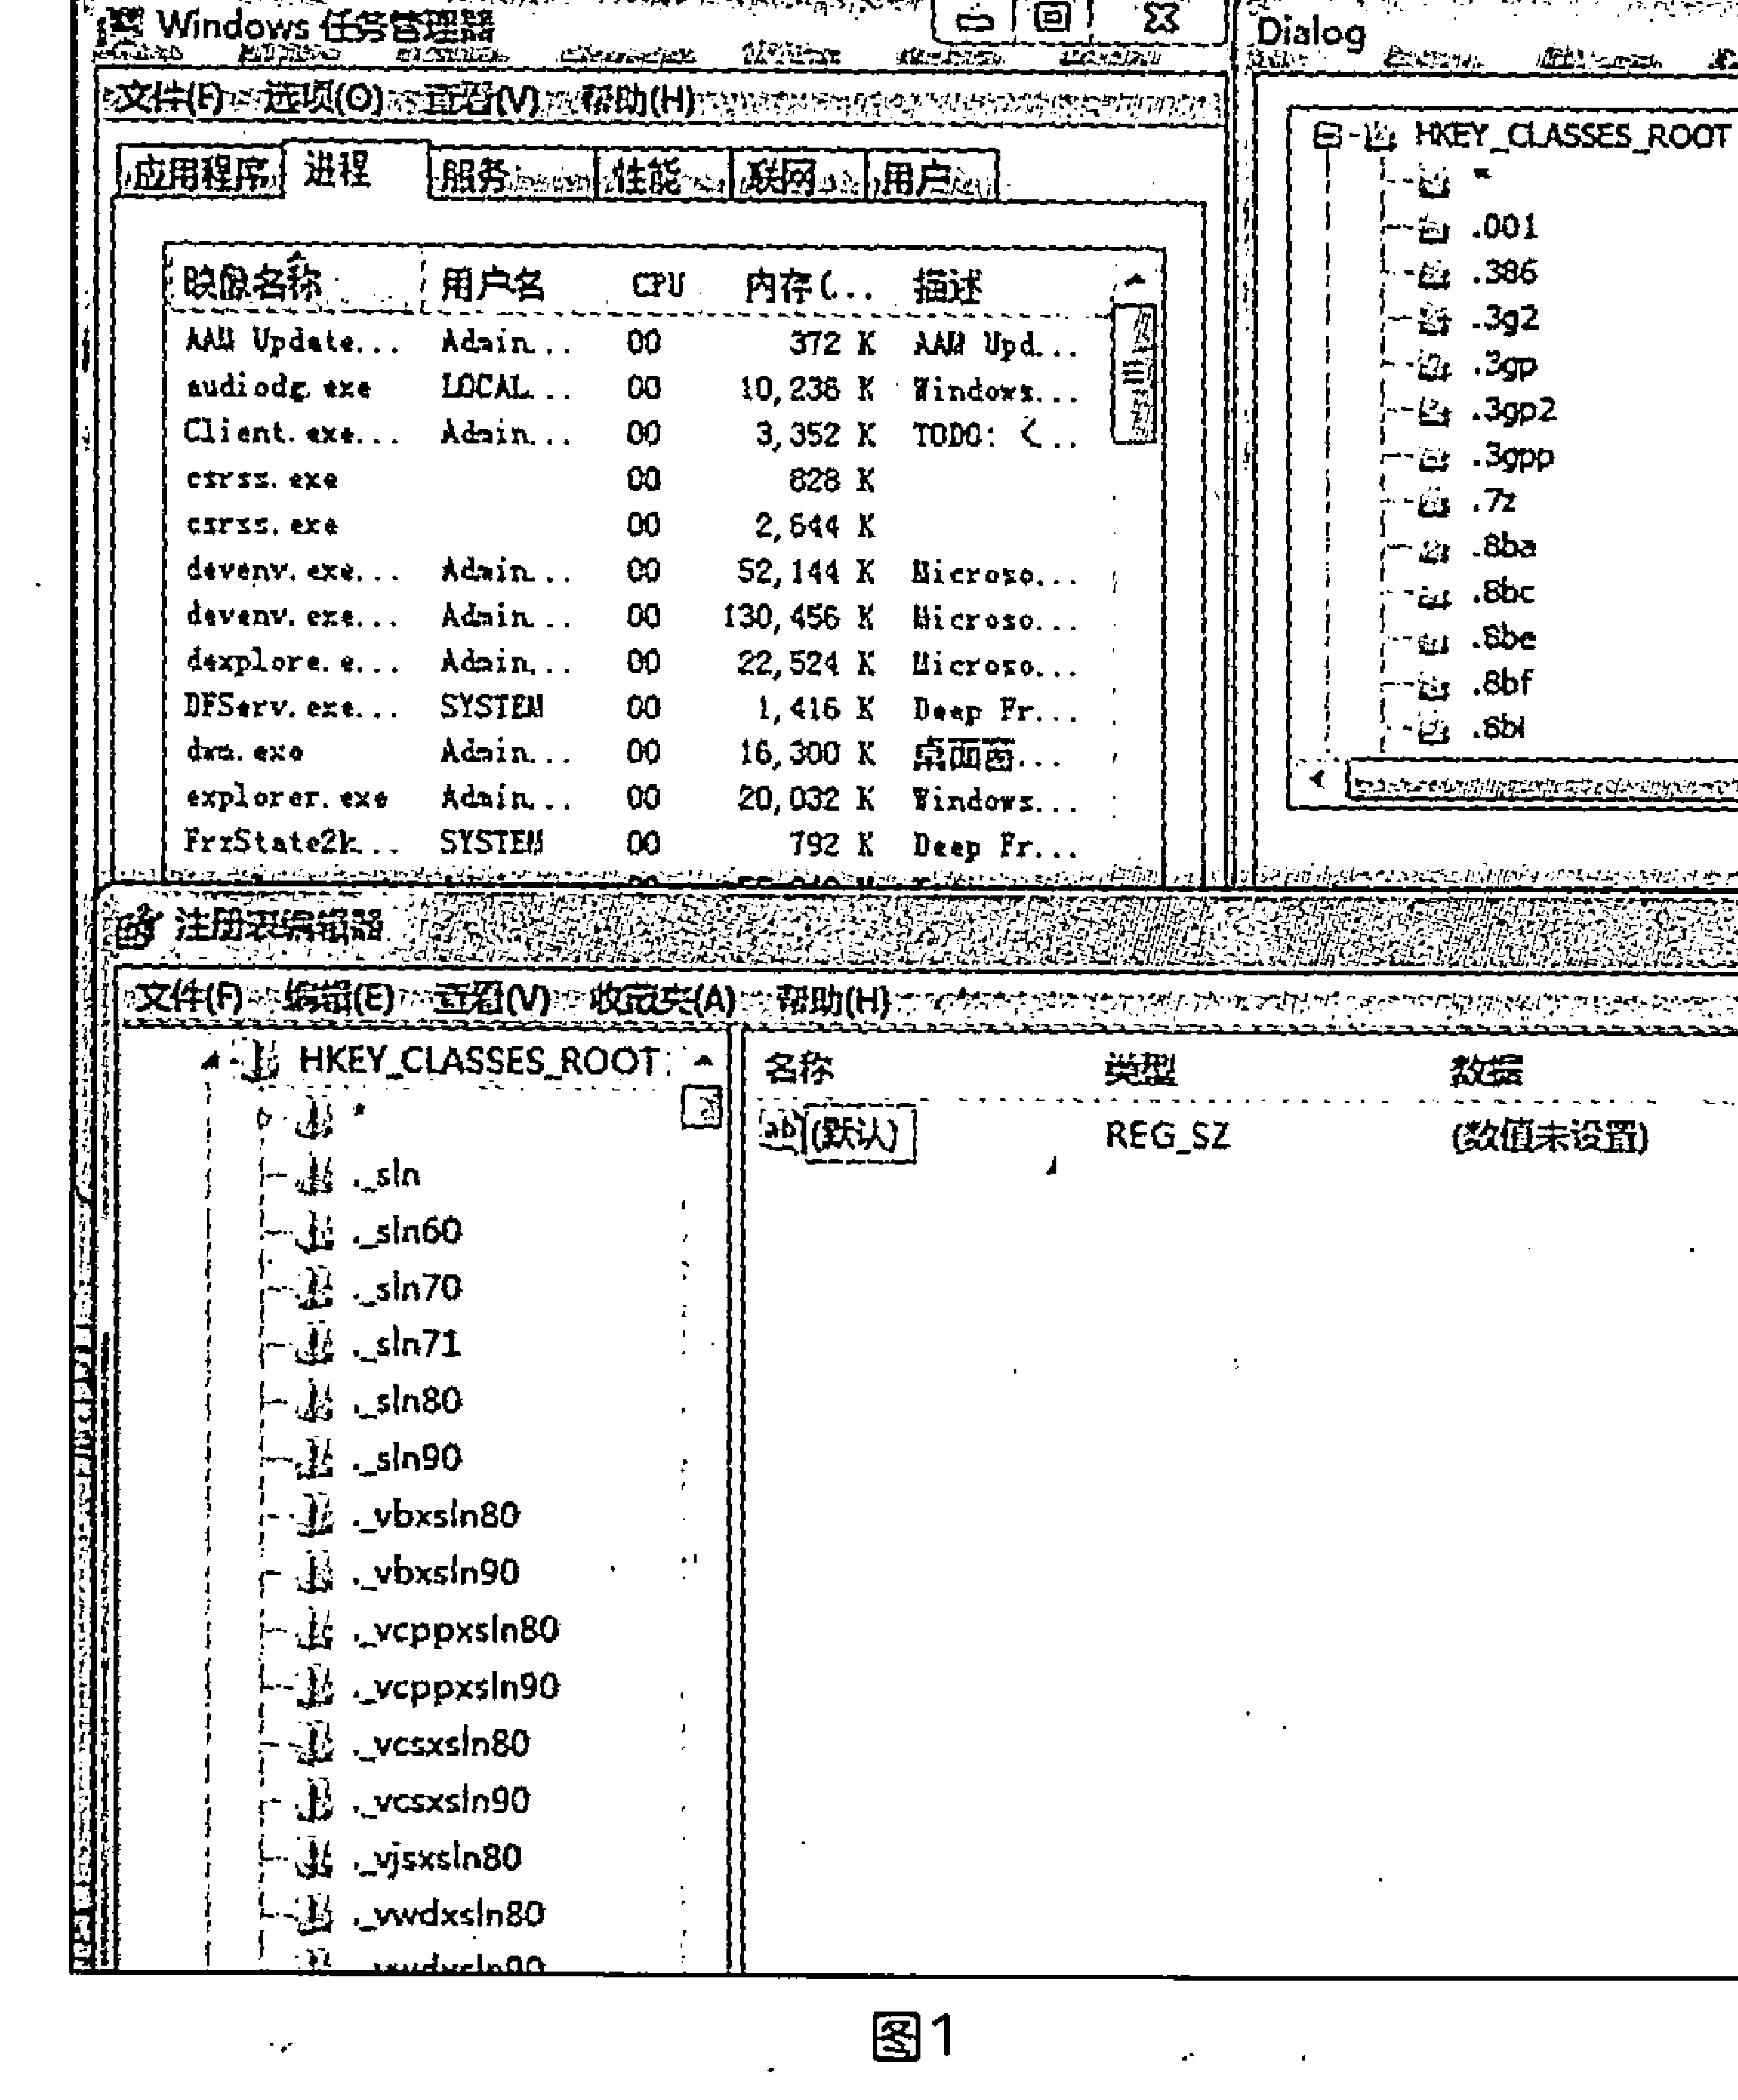 Windows 任务管理器
文件(F) 选项(O) 查看(V) 帮助(H)
应用程序 进程 服务 性能 联网 用户
映像名称 用户名 CPU 内存(... 描述
AAM Update... Admin... 00 372 K AAM Upd...
audiodg.exe LOCAL... 00 10,236 K Windows...
Client.exe... Admin... 00 3,352 K TODO: <...
csrss.exe 00 828 K
csrss.exe 00 2,644 K
devenv.exe... Admin... 00 52,144 K Microso...
devenv.exe... Admin... 00 130,456 K Microso...
dexplore.e... Admin... 00 22,524 K Microso...
DFServ.exe... SYSTEM 00 1,416 K Deep Fr...
dwm.exe Admin... 00 16,300 K 桌面窗...
explorer.exe Admin... 00 20,032 K Windows...
FrzState2k... SYSTEM 00 792 K Deep Fr...
Dialog
HKEY_CLASSES_ROOT
*
.001
.386
.3g2
.3gp
.3gp2
.3gpp
.7z
.8ba
.8bc
.8be
.8bf
.8bi
注册表编辑器
文件(F) 编辑(E) 查看(V) 收藏夹(A) 帮助(H)
HKEY_CLASSES_ROOT
*
._sln
._sln60
._sln70
._sln71
._sln80
._sln90
._vbxsln80
._vbxsln90
._vcppxsln80
._vcppxsln90
._vcsxsln80
._vcsxsln90
._vjsxsln80
._vwdxsln80
._vwdxsln90
名称 类型 数据
ab (默认) REG_SZ (数值未设置)
图1